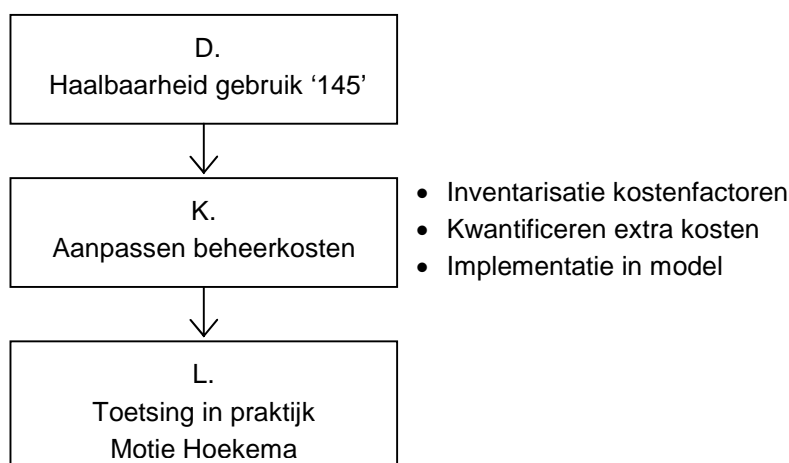 D.
Haalbaarheid gebruik ‘145’
K.
Aanpassen beheerkosten
• Inventarisatie kostenfactoren
• Kwantificeren extra kosten
• Implementatie in model
L.
Toetsing in praktijk
Motie Hoekema